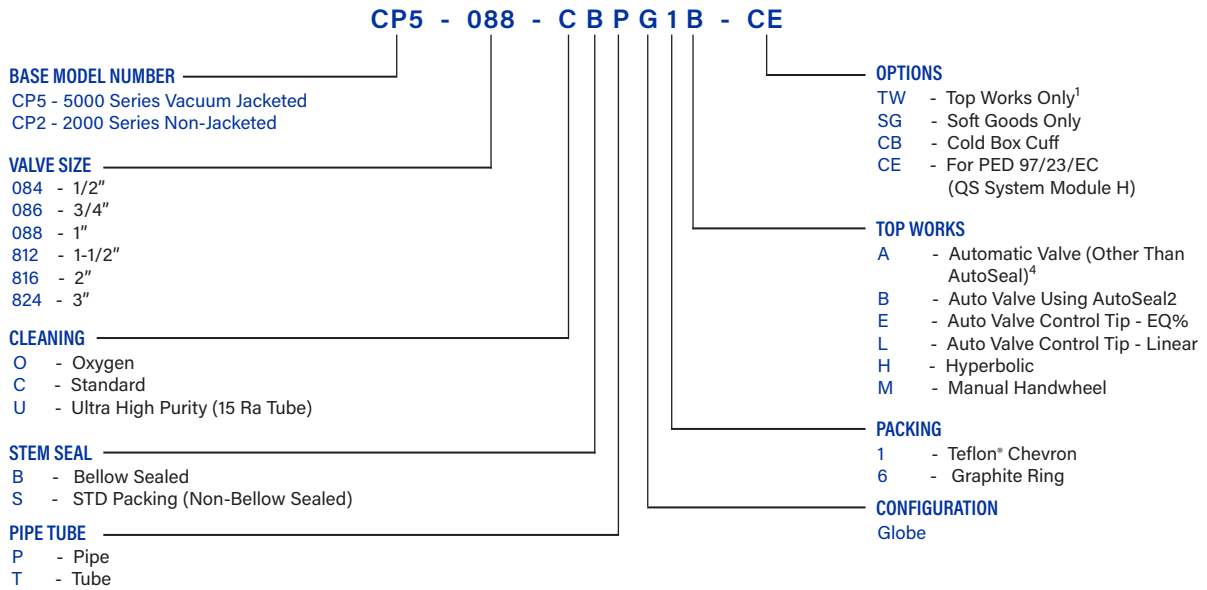 CP5 - 088 - C B P G 1 B - CE
BASE MODEL NUMBER
CP5 - 5000 Series Vacuum Jacketed
CP2 - 2000 Series Non-Jacketed
VALVE SIZE
084 - 1/2"
086 - 3/4"
088 - 1"
812 - 1-1/2"
816 - 2"
824 - 3"
CLEANING
O - Oxygen
C - Standard
U - Ultra High Purity (15 Ra Tube)
STEM SEAL
B - Bellow Sealed
S - STD Packing (Non-Bellow Sealed)
PIPE TUBE
P - Pipe
T - Tube
OPTIONS
TW - Top Works Only¹
SG - Soft Goods Only
CB - Cold Box Cuff
CE - For PED 97/23/EC
(QS System Module H)
TOP WORKS
A - Automatic Valve (Other Than
AutoSeal)⁴
B - Auto Valve Using AutoSeal2
E - Auto Valve Control Tip - EQ%
L - Auto Valve Control Tip - Linear
H - Hyperbolic
M - Manual Handwheel
PACKING
1 - Teflon® Chevron
6 - Graphite Ring
CONFIGURATION
Globe